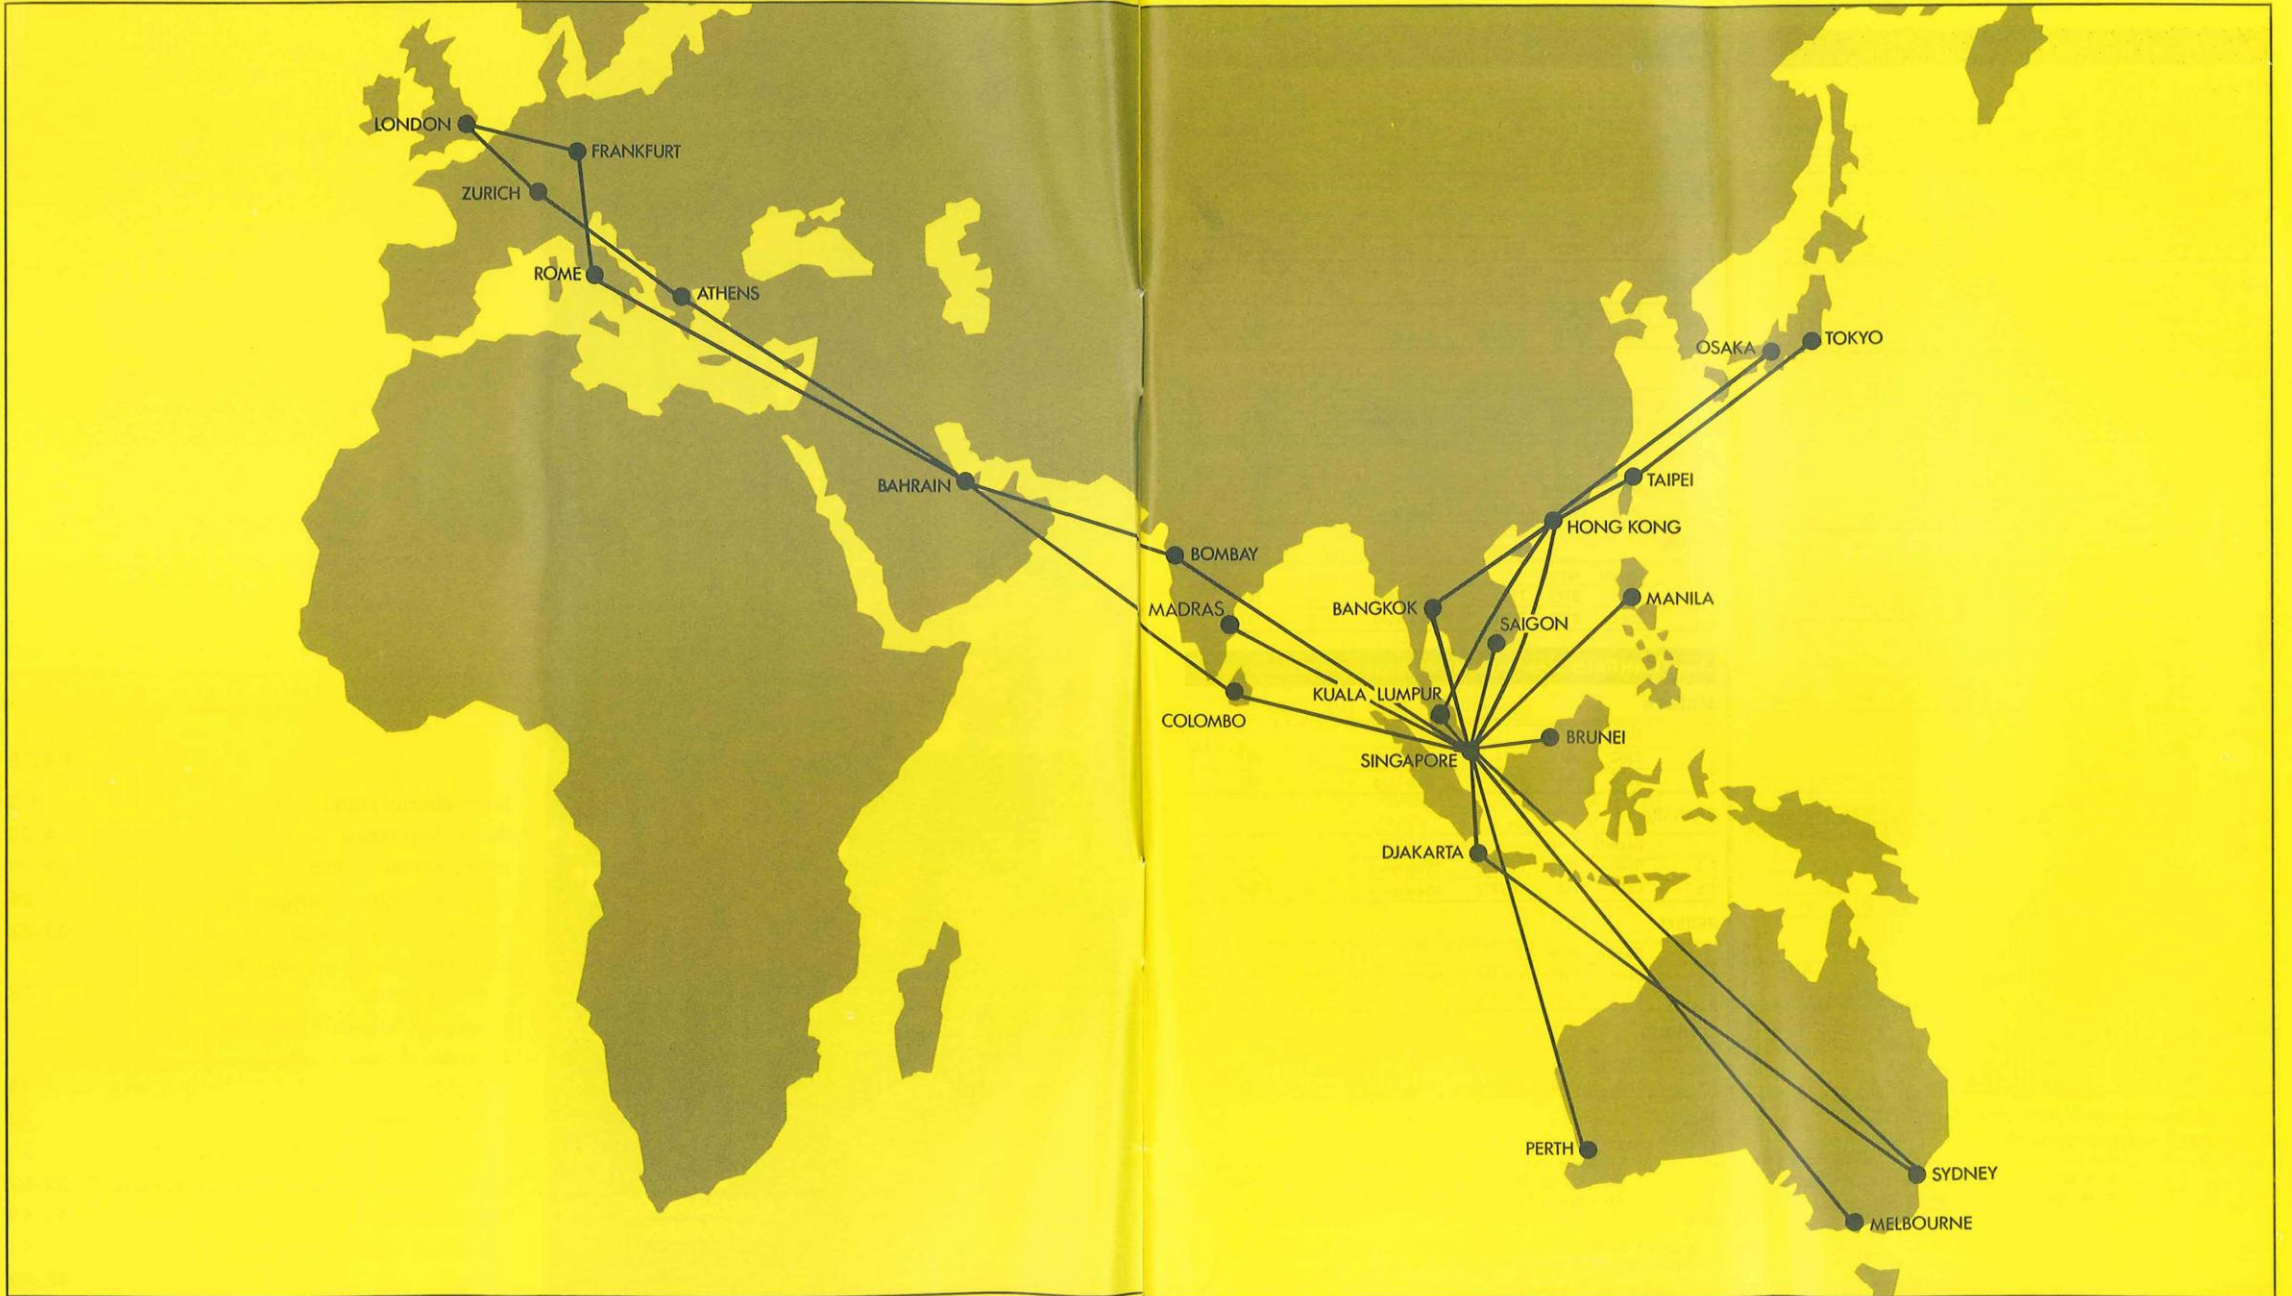 LONDON
FRANKFURT
ZURICH
ROME
ATHENS
BAHRAIN
BOMBAY
MADRAS
COLOMBO
OSAKA
TOKYO
TAIPEI
HONG KONG
MANILA
BANGKOK
SAIGON
KUALA LUMPUR
BRUNEI
SINGAPORE
DJAKARTA
PERTH
SYDNEY
MELBOURNE